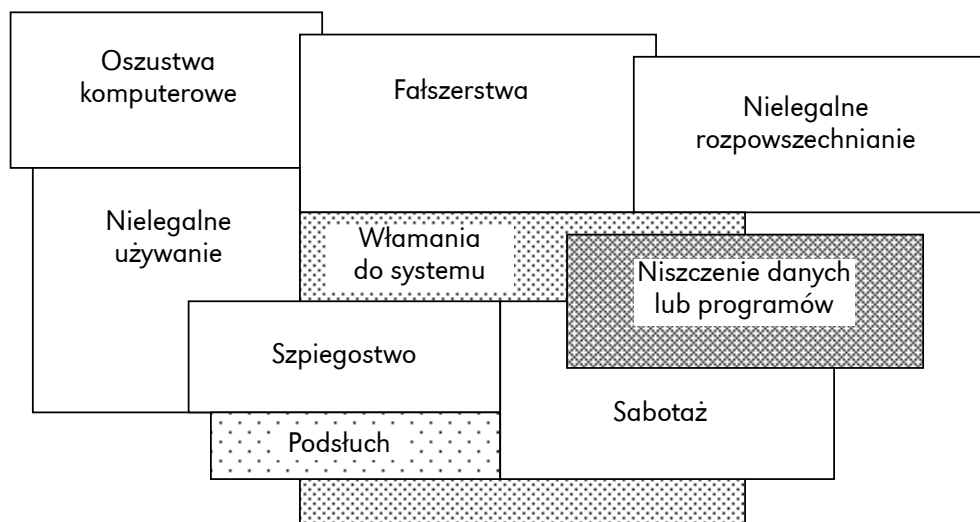 Oszustwa
komputerowe
Fałszerstwa
Nielegalne
rozpowszechnianie
Nielegalne
używanie
Włamania
do systemu
Niszczenie danych
lub programów
Szpiegostwo
Sabotaż
Podsłuch